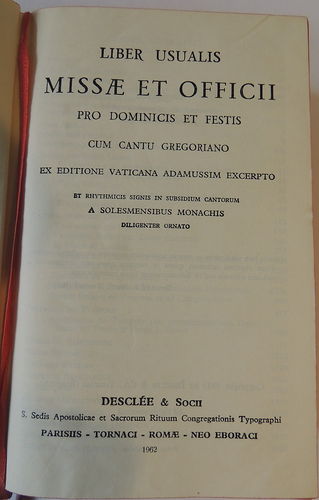 LIBER USUALIS
MISSÆ ET OFFICII
PRO DOMINICIS ET FESTIS
CUM CANTU GREGORIANO
EX EDITIONE VATICANA ADAMUSSIM EXCERPTO
ET RHYTHMICIS SIGNIS IN SUBSIDIUM CANTORUM
A SOLESMENSIBUS MONACHIS
DILIGENTER ORNATO
DESCLÉE & Socii
S. Sedis Apostolicae et Sacrorum Rituum Congregationis Typographi
PARISIIS - TORNACI - ROMÆ - NEO EBORACI
1962